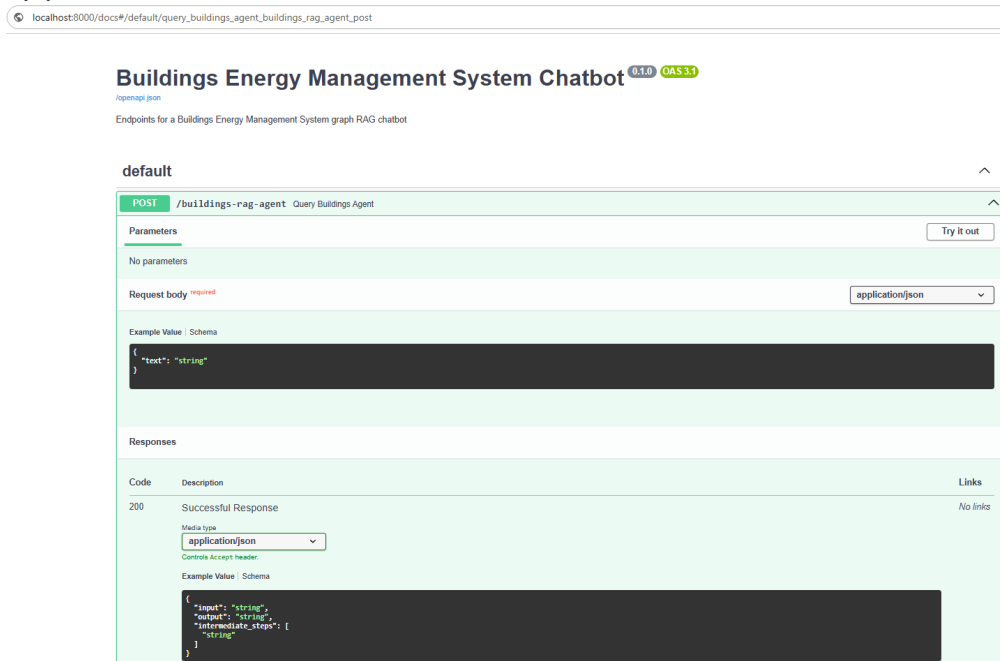 localhost:8000/docs#/default/query_buildings_agent_buildings_rag_agent_post
Buildings Energy Management System Chatbot 0.1.0 OAS 3.1
/openapi.json
Endpoints for a Buildings Energy Management System graph RAG chatbot
default
POST /buildings-rag-agent Query Buildings Agent
Parameters Try it out
No parameters
Request body required application/json
Example Value | Schema
{
"text": "string"
}
Responses
Code Description Links
200 Successful Response No links
Media type
application/json
Controls Accept header.
Example Value | Schema
{
"input": "string",
"output": "string",
"intermediate_steps": [
"string"
]
}